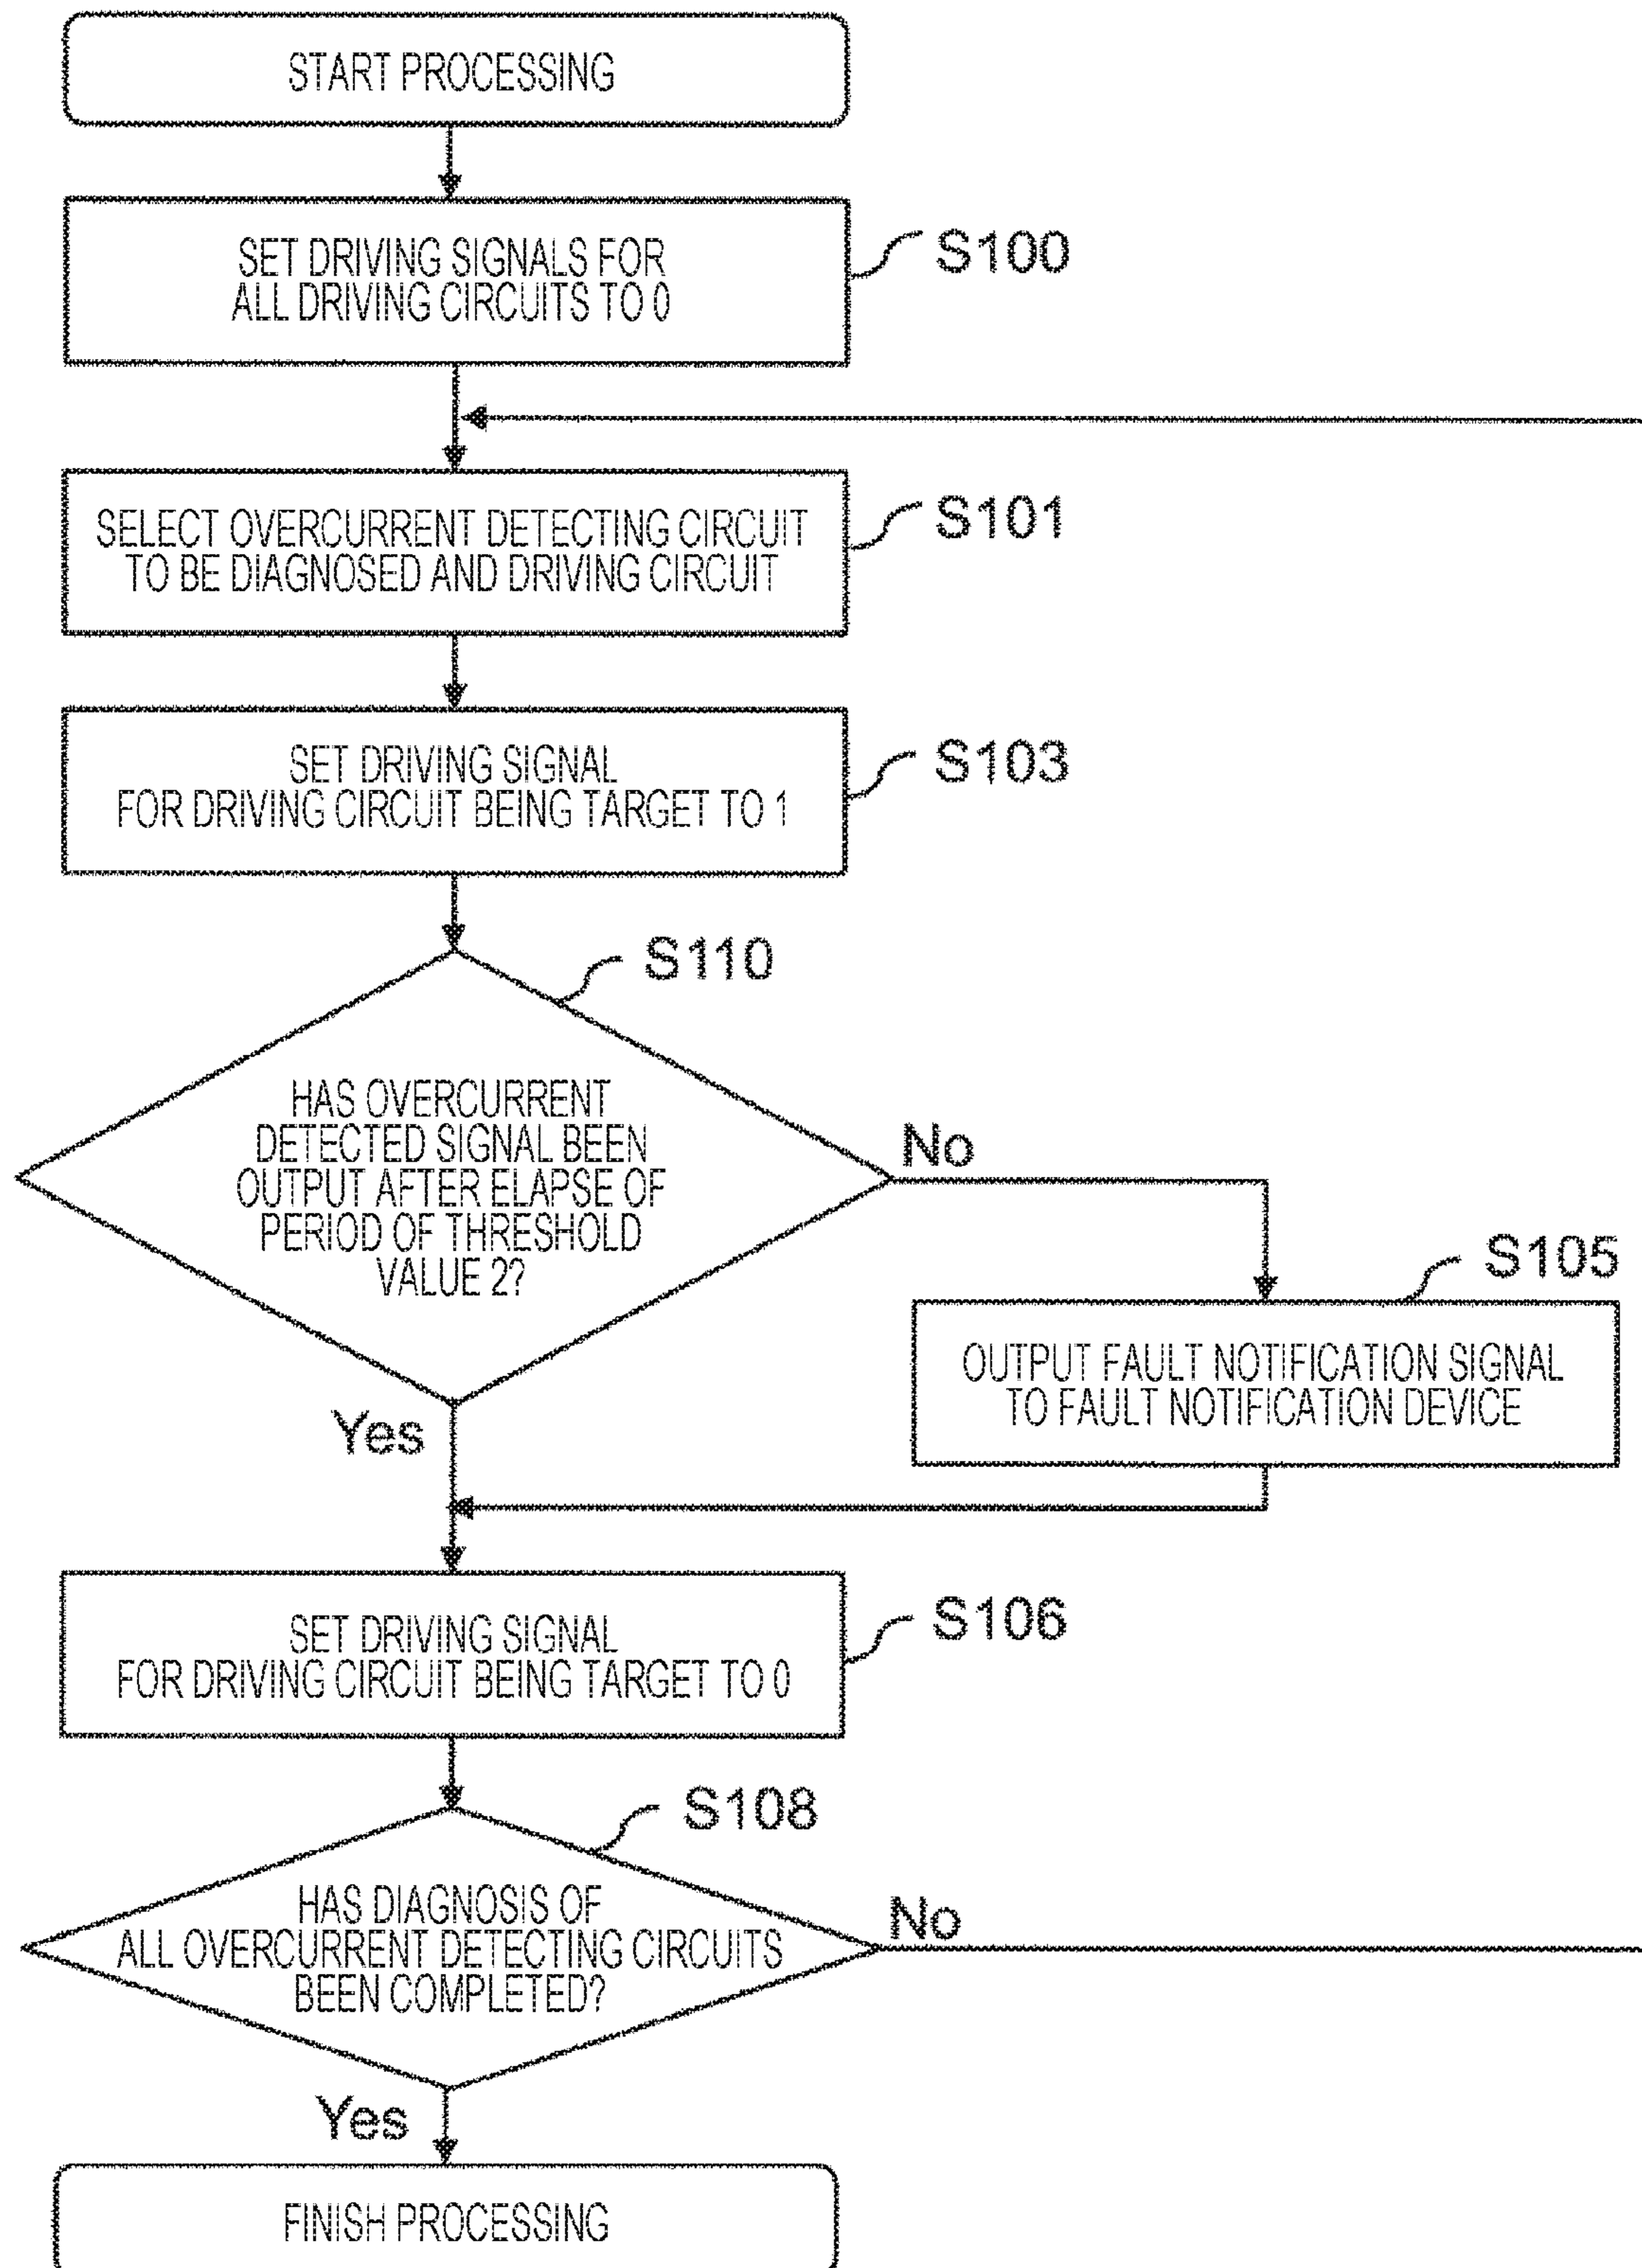 START PROCESSING
SET DRIVING SIGNALS FOR
ALL DRIVING CIRCUITS TO 0
S100
SELECT OVERCURRENT DETECTING CIRCUIT
TO BE DIAGNOSED AND DRIVING CIRCUIT
S101
SET DRIVING SIGNAL
FOR DRIVING CIRCUIT BEING TARGET TO 1
S103
S110
HAS OVERCURRENT
DETECTED SIGNAL BEEN
OUTPUT AFTER ELAPSE OF
PERIOD OF THRESHOLD
VALUE 2?
No
Yes
S105
OUTPUT FAULT NOTIFICATION SIGNAL
TO FAULT NOTIFICATION DEVICE
SET DRIVING SIGNAL
FOR DRIVING CIRCUIT BEING TARGET TO 0
S106
S108
HAS DIAGNOSIS OF
ALL OVERCURRENT DETECTING CIRCUITS
BEEN COMPLETED?
No
Yes
FINISH PROCESSING